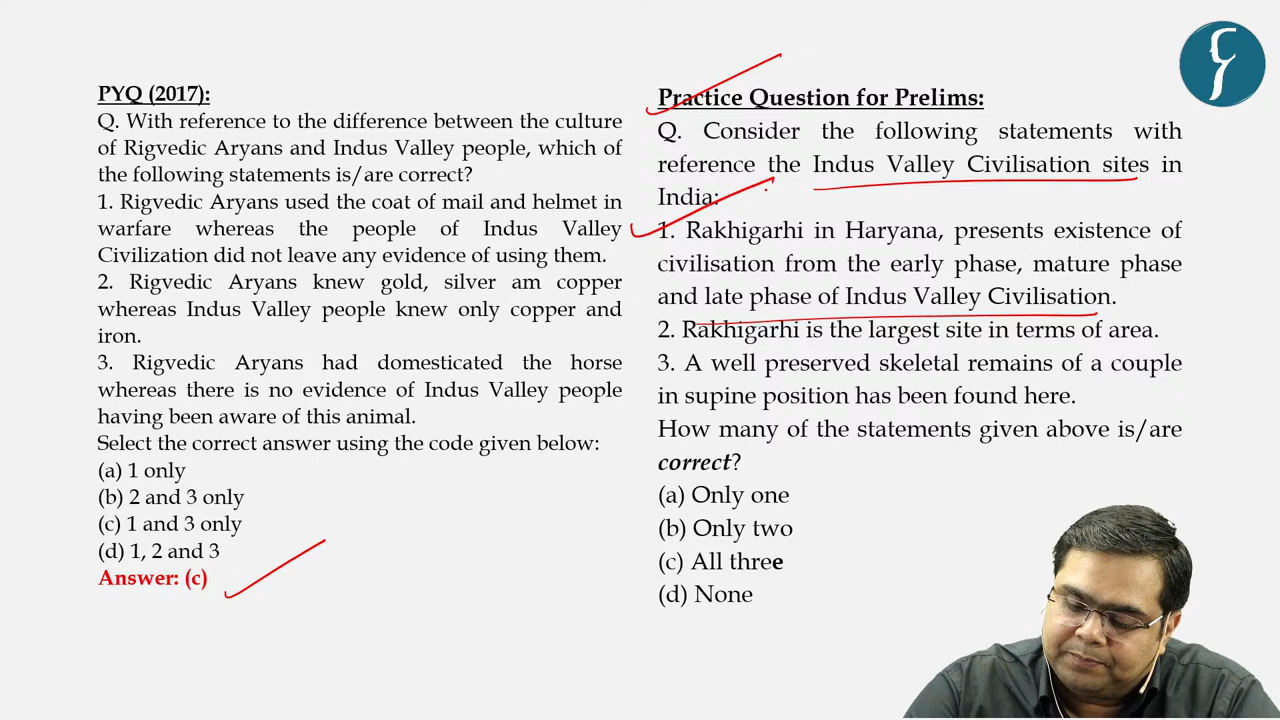 PYQ (2017):
Q. With reference to the difference between the culture
of Rigvedic Aryans and Indus Valley people, which of
the following statements is/are correct?
1. Rigvedic Aryans used the coat of mail and helmet in
warfare whereas the people of Indus Valley
Civilization did not leave any evidence of using them.
2. Rigvedic Aryans knew gold, silver am copper
whereas Indus Valley people knew only copper and
iron.
3. Rigvedic Aryans had domesticated the horse
whereas there is no evidence of Indus Valley people
having been aware of this animal.
Select the correct answer using the code given below:
(a) 1 only
(b) 2 and 3 only
(c) 1 and 3 only
(d) 1, 2 and 3
Answer: (c)
Practice Question for Prelims:
Q. Consider the following statements with
reference the Indus Valley Civilisation sites in
India:
1. Rakhigarhi in Haryana, presents existence of
civilisation from the early phase, mature phase
and late phase of Indus Valley Civilisation.
2. Rakhigarhi is the largest site in terms of area.
3. A well preserved skeletal remains of a couple
in supine position has been found here.
How many of the statements given above is/are
correct?
(a) Only one
(b) Only two
(c) All three
(d) None